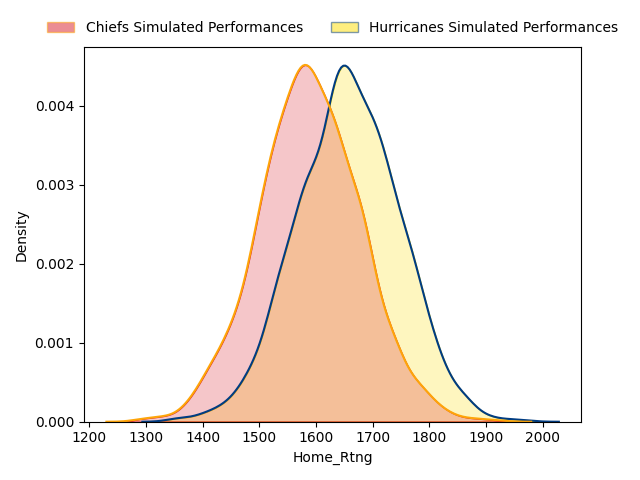 Chiefs Simulated Performances
Hurricanes Simulated Performances
0.004
0.003
0.002
0.001
0.000
Density
1200 1300 1400 1500 1600 1700 1800 1900 2000
Home_Rtng